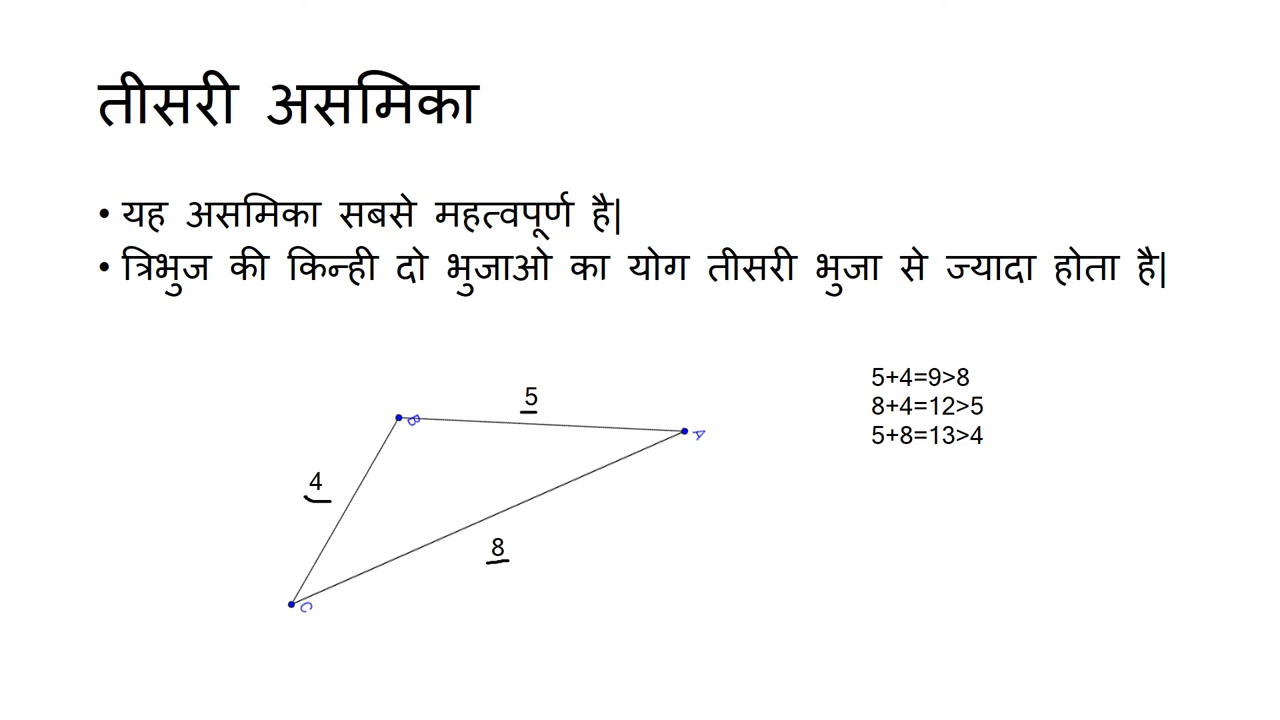 तीसरी असमिका
• यह असमिका सबसे महत्वपूर्ण है|
• त्रिभुज की किन्ही दो भुजाओ का योग तीसरी भुजा से ज्यादा होता है|
5+4=9>8
8+4=12>5
5+8=13>4
5
B
A
4
8
C